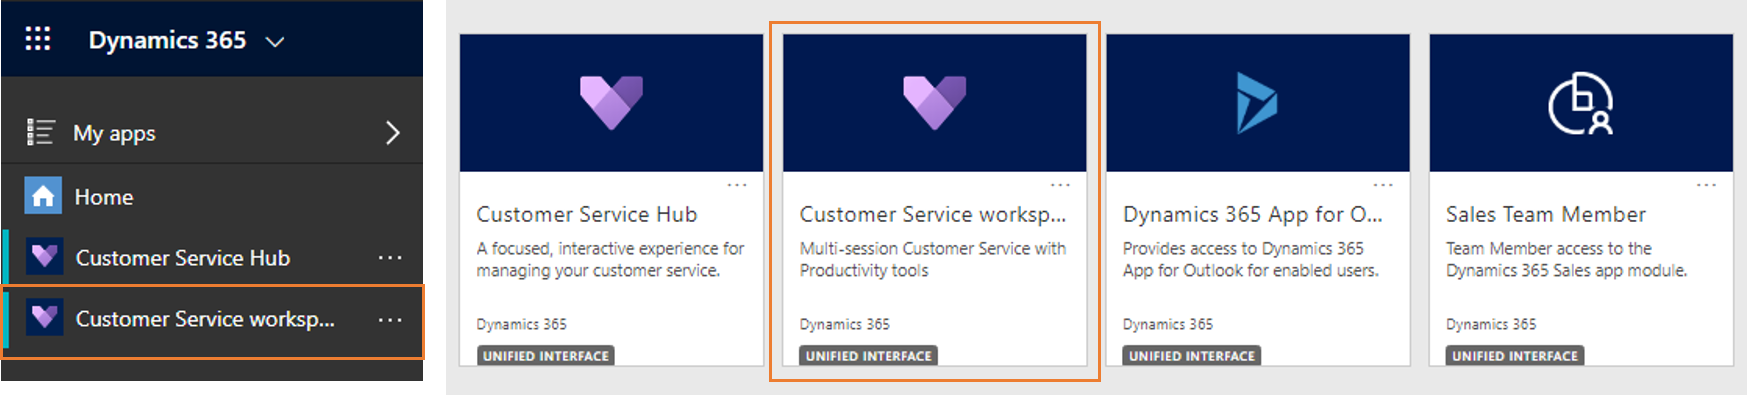 Dynamics 365
My apps
Home
Customer Service Hub
Customer Service worksp...
Customer Service Hub
A focused, interactive experience for
managing your customer service.
Dynamics 365
UNIFIED INTERFACE
Customer Service worksp...
Multi-session Customer Service with
Productivity tools
Dynamics 365
UNIFIED INTERFACE
Dynamics 365 App for O...
Provides access to Dynamics 365
App for Outlook for enabled users.
Dynamics 365
UNIFIED INTERFACE
Sales Team Member
Team Member access to the
Dynamics 365 Sales app module.
Dynamics 365
UNIFIED INTERFACE